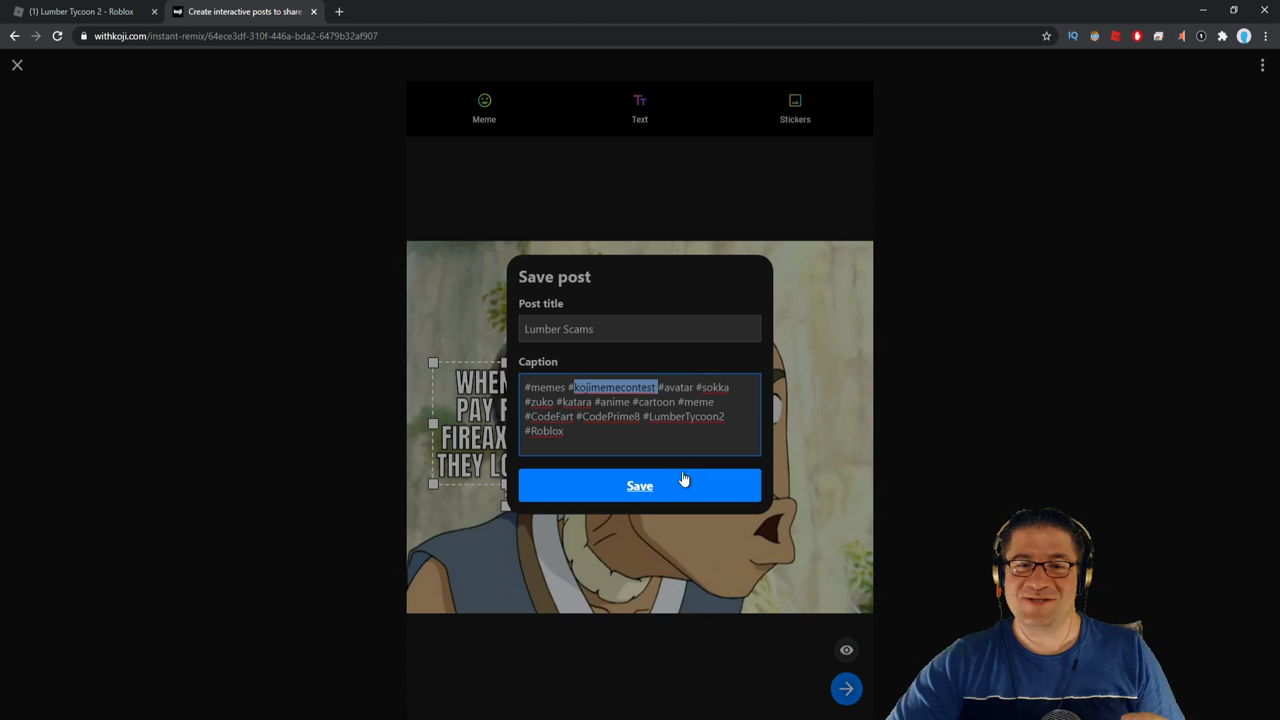 (1) Lumber Tycoon 2 - Roblox
Create interactive posts to share
withkoji.com/instant-remix/64ece3df-310f-446a-bda2-6479b32af907
Meme
Text
Stickers
Save post
Post title
Lumber Scams
Caption
#memes #kojimemecontest #avatar #sokka
#zuko #katara #anime #cartoon #meme
#CodeFart #CodePrime8 #LumberTycoon2
#Roblox
Save
WHEN
PAY
THEY